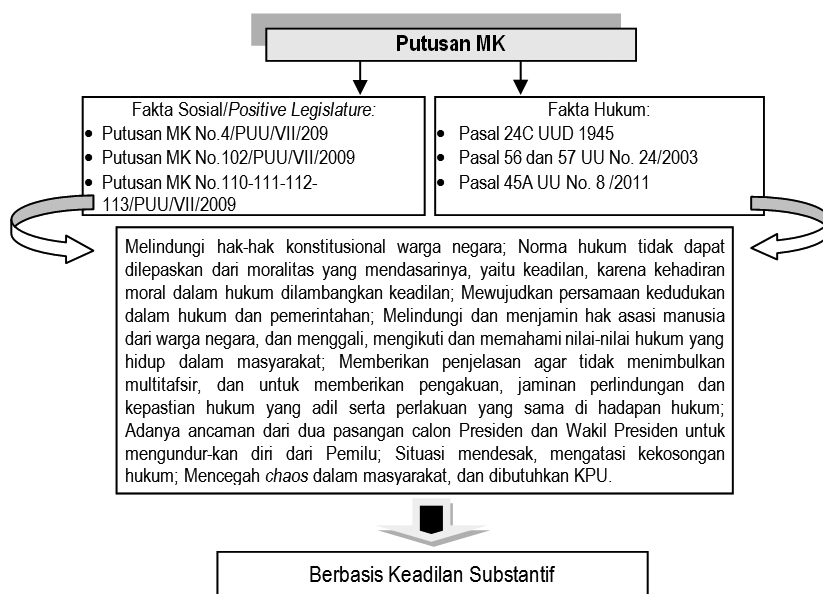 Putusan MK
Fakta Sosial/Positive Legislature:
• Putusan MK No.4/PUU/VII/209
• Putusan MK No.102/PUU/VII/2009
• Putusan MK No.110-111-112-
113/PUU/VII/2009
Fakta Hukum:
• Pasal 24C UUD 1945
• Pasal 56 dan 57 UU No. 24/2003
• Pasal 45A UU No. 8 /2011
Melindungi hak-hak konstitusional warga negara; Norma hukum tidak dapat
dilepaskan dari moralitas yang mendasarinya, yaitu keadilan, karena kehadiran
moral dalam hukum dilambangkan keadilan; Mewujudkan persamaan kedudukan
dalam hukum dan pemerintahan; Melindungi dan menjamin hak asasi manusia
dari warga negara, dan menggali, mengikuti dan memahami nilai-nilai hukum yang
hidup dalam masyarakat; Memberikan penjelasan agar tidak menimbulkan
multitafsir, dan untuk memberikan pengakuan, jaminan perlindungan dan
kepastian hukum yang adil serta perlakuan yang sama di hadapan hukum;
Adanya ancaman dari dua pasangan calon Presiden dan Wakil Presiden untuk
mengundur-kan diri dari Pemilu; Situasi mendesak, mengatasi kekosongan
hukum; Mencegah chaos dalam masyarakat, dan dibutuhkan KPU.
Berbasis Keadilan Substantif